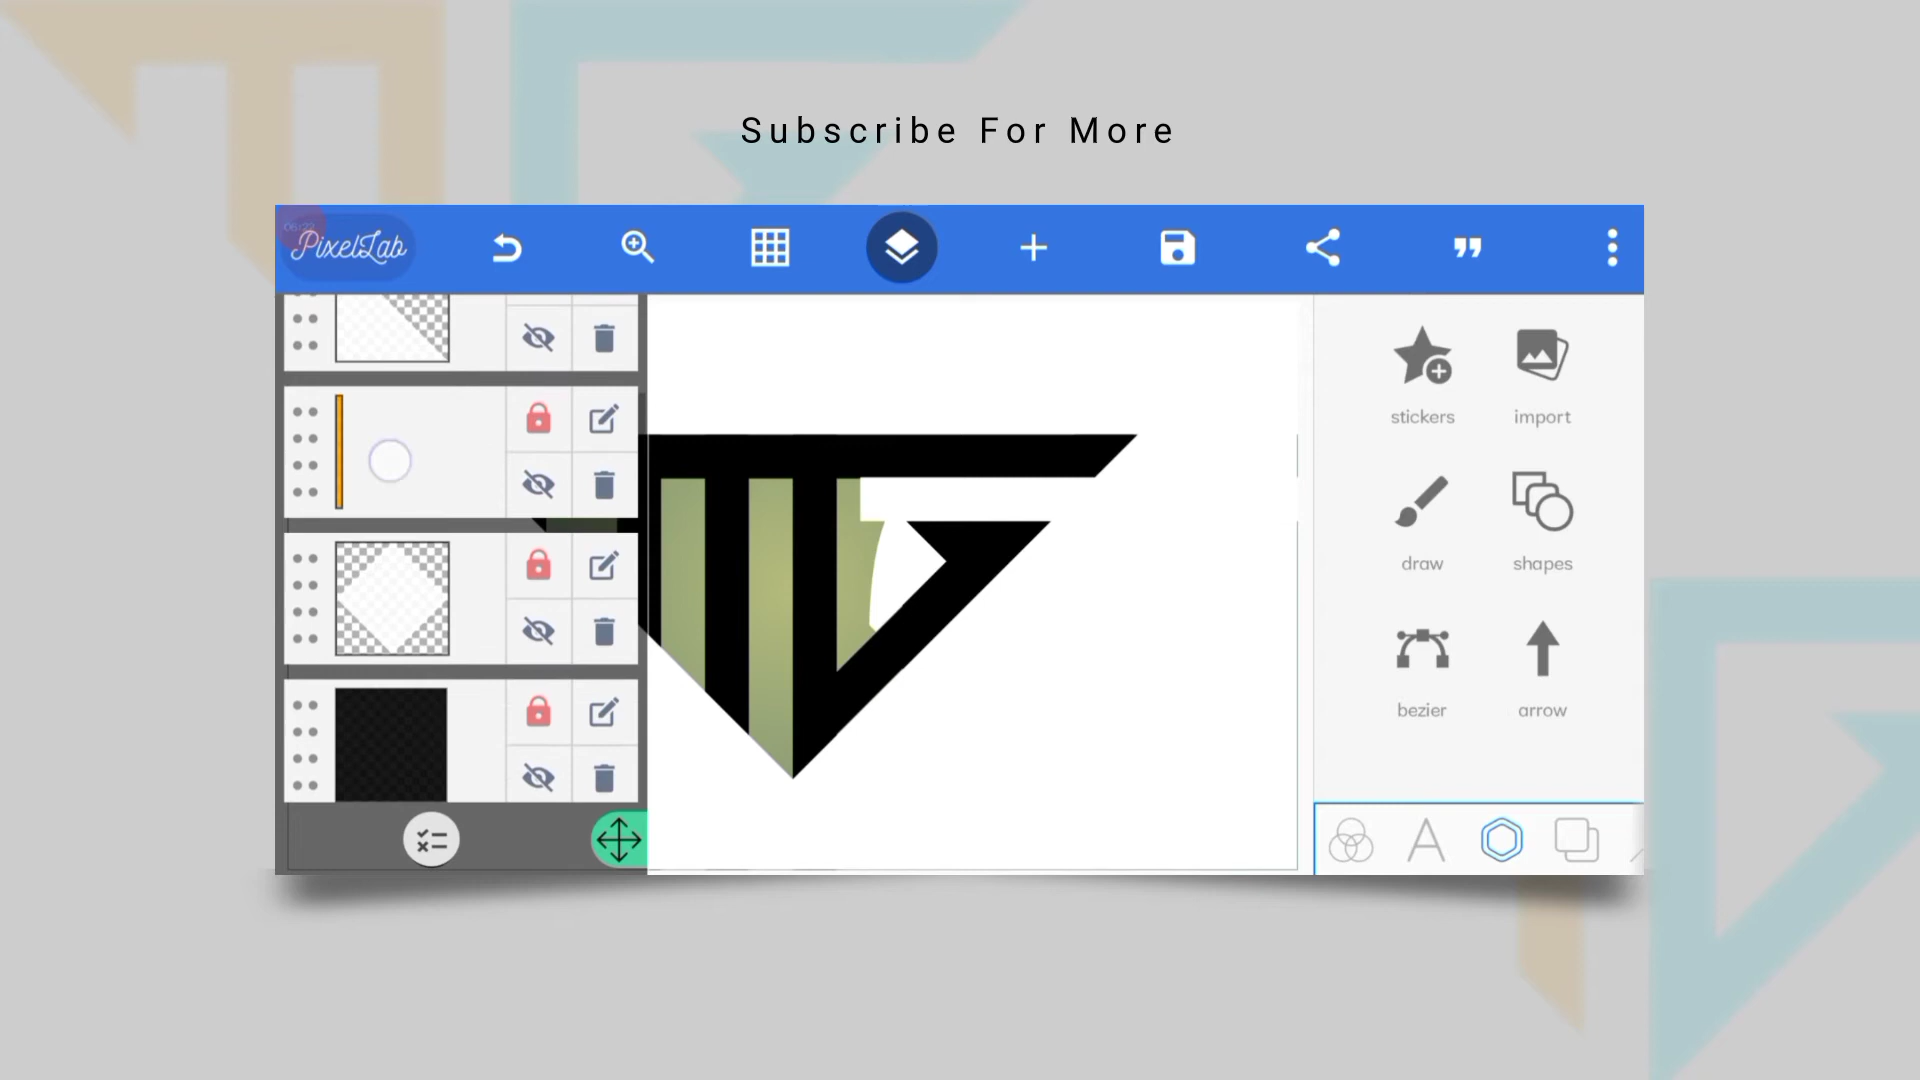 Subscribe For More
PixelLab
stickers
import
draw
shapes
bezier
arrow